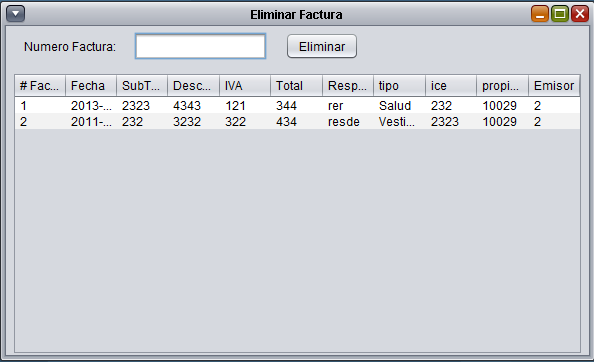 Eliminar Factura
Numero Factura: Eliminar
# Fac... Fecha SubT... Desc... IVA Total Resp... tipo ice propi... Emisor
1 2013-... 2323 4343 121 344 rer Salud 232 10029 2
2 2011-... 232 3232 322 434 resde Vesti... 2323 10029 2